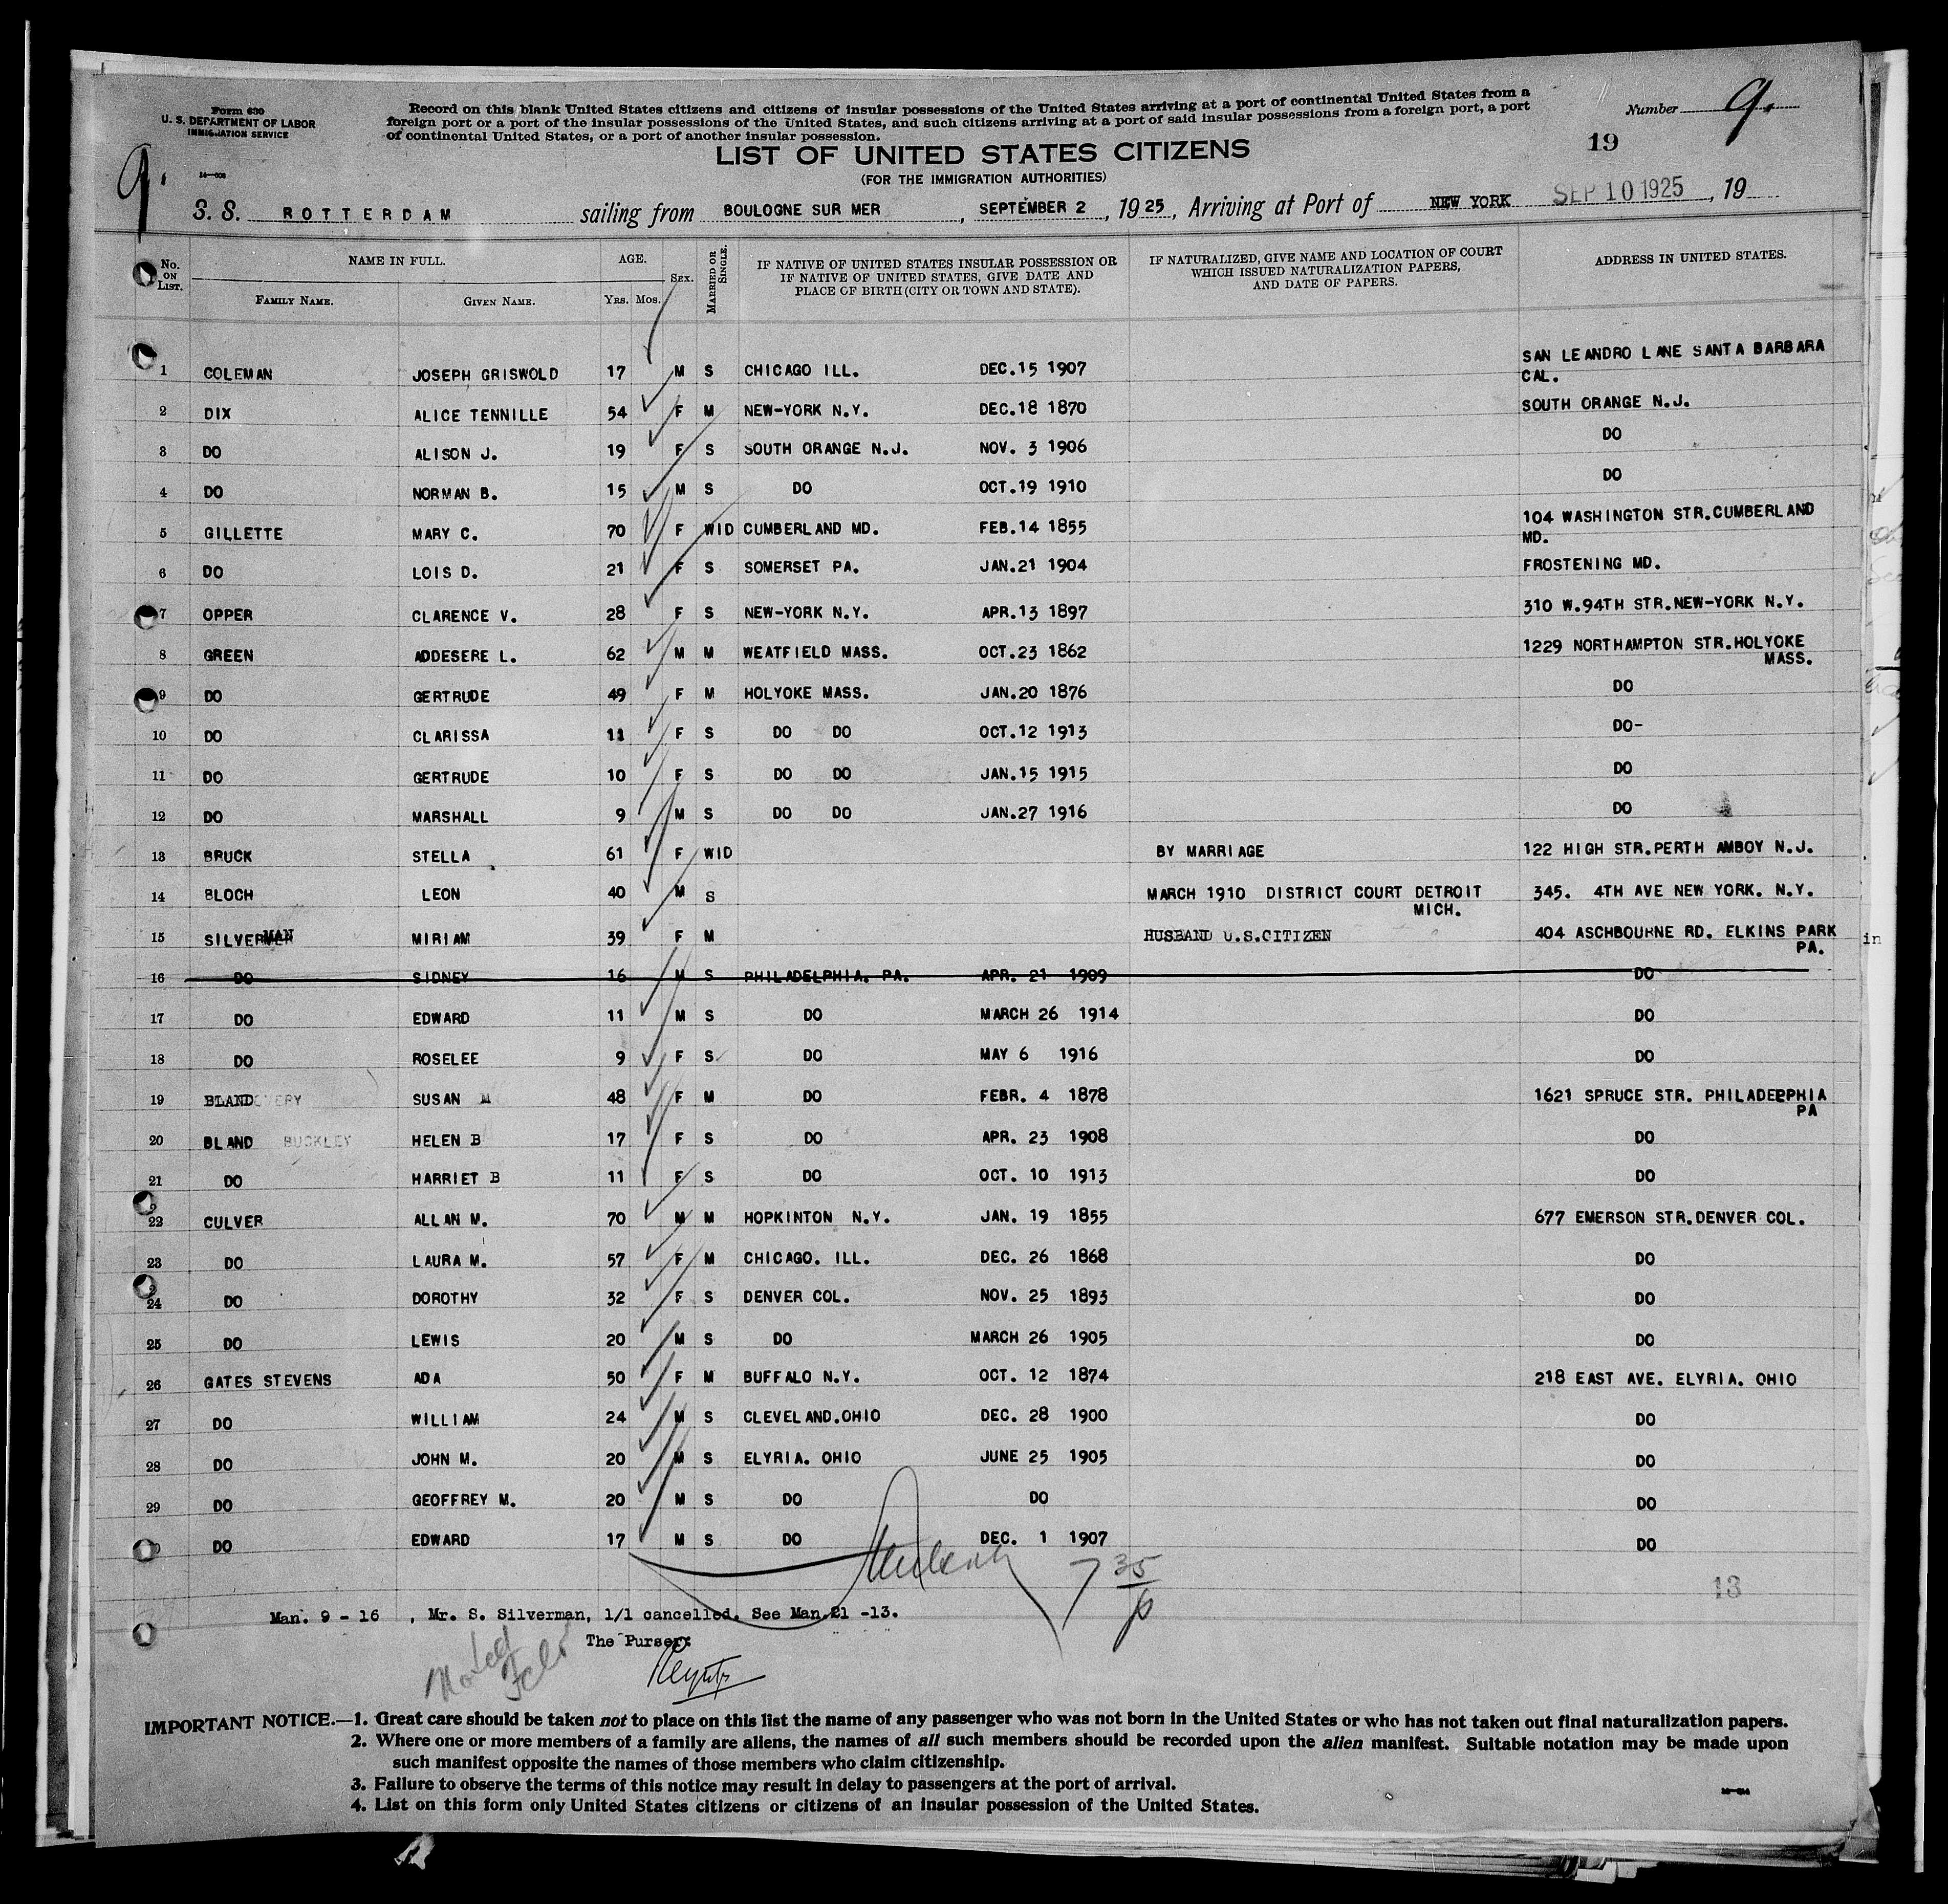 Form 630
U. S. DEPARTMENT OF LABOR
IMMIGRATION SERVICE
Record on this blank United States citizens and citizens of insular possessions of the United States arriving at a port of continental United States from a
foreign port or a port of the insular possessions of the United States, and such citizens arriving at a port of said insular possessions from a foreign port, a port
of continental United States, or a port of another insular possession.
Number 9.
19
LIST OF UNITED STATES CITIZENS
(FOR THE IMMIGRATION AUTHORITIES)
9.
S. S. ROTTERDAM sailing from BOULOGNE SUR MER, SEPTEMBER 2, 1925, Arriving at Port of NEW YORK SEP 10 1925, 19
No. ON LIST. NAME IN FULL. AGE. SEX. MARRIED OR SINGLE. IF NATIVE OF UNITED STATES INSULAR POSSESSION OR IF NATIVE OF UNITED STATES, GIVE DATE AND PLACE OF BIRTH (CITY OR TOWN AND STATE). IF NATURALIZED, GIVE NAME AND LOCATION OF COURT WHICH ISSUED NATURALIZATION PAPERS, AND DATE OF PAPERS. ADDRESS IN UNITED STATES.
FAMILY NAME. GIVEN NAME. YRS. MOS.
1 COLEMAN JOSEPH GRISWOLD 17 M S CHICAGO ILL. DEC.15 1907 SAN LEANDRO LANE SANTA BARBARA CAL.
2 DIX ALICE TENNILLE 54 F M NEW-YORK N.Y. DEC.18 1870 SOUTH ORANGE N.J.
3 DO ALISON J. 19 F S SOUTH ORANGE N.J. NOV. 3 1906 DO
4 DO NORMAN B. 15 M S DO OCT.19 1910 DO
5 GILLETTE MARY C. 70 F WID CUMBERLAND MD. FEB.14 1855 104 WASHINGTON STR.CUMBERLAND MD.
6 DO LOIS D. 21 F S SOMERSET PA. JAN.21 1904 FROSTENING MD.
7 OPPER CLARENCE V. 28 F S NEW-YORK N.Y. APR.13 1897 310 W.94TH STR.NEW-YORK N.Y.
8 GREEN ADDESERE L. 62 M M WEATFIELD MASS. OCT.23 1862 1229 NORTHAMPTON STR.HOLYOKE MASS.
9 DO GERTRUDE 49 F M HOLYOKE MASS. JAN.20 1876 DO
10 DO CLARISSA 11 F S DO DO OCT.12 1913 DO-
11 DO GERTRUDE 10 F S DO DO JAN.15 1915 DO
12 DO MARSHALL 9 M S DO DO JAN.27 1916 DO
13 BRUCK STELLA 61 F WID BY MARRIAGE 122 HIGH STR.PERTH AMBOY N.J.
14 BLOCH LEON 40 M S MARCH 1910 DISTRICT COURT DETROIT MICH. 345. 4TH AVE NEW YORK. N.Y.
15 SILVERMAN MIRIAM 39 F M HUSBAND U.S.CITIZEN 404 ASCHBOURNE RD. ELKINS PARK PA.
16 DO SIDNEY 16 M S PHILADELPHIA. PA. APR. 21 1909 DO
17 DO EDWARD 11 M S DO MARCH 26 1914 DO
18 DO ROSELEE 9 F S DO MAY 6 1916 DO
19 BLAND SUSAN M 48 F M DO FEBR. 4 1878 1621 SPRUCE STR. PHILADEPPHIA PA
20 BLAND BUCKLEY HELEN B 17 F S DO APR. 23 1908 DO
21 DO HARRIET B 11 F S DO OCT. 10 1913 DO
22 CULVER ALLAN M. 70 M M HOPKINTON N.Y. JAN. 19 1855 677 EMERSON STR.DENVER COL.
23 DO LAURA M. 57 F M CHICAGO. ILL. DEC. 26 1868 DO
24 DO DOROTHY 32 F S DENVER COL. NOV. 25 1893 DO
25 DO LEWIS 20 M S DO MARCH 26 1905 DO
26 GATES STEVENS ADA 50 F M BUFFALO N.Y. OCT. 12 1874 218 EAST AVE. ELYRIA. OHIO
27 DO WILLIAM 24 M S CLEVELAND.OHIO DEC. 28 1900 DO
28 DO JOHN M. 20 M S ELYRIA. OHIO JUNE 25 1905 DO
29 DO GEOFFREY M. 20 M S DO DO DO
DO EDWARD 17 M S DO DEC. 1 1907 DO
13
Man. 9 - 16 , Mr. S. Silverman, 1/1 cancelled. See Man.21 -13.
The Purser:
Noted
IMPORTANT NOTICE.—1. Great care should be taken not to place on this list the name of any passenger who was not born in the United States or who has not taken out final naturalization papers.
2. Where one or more members of a family are aliens, the names of all such members should be recorded upon the alien manifest. Suitable notation may be made upon
such manifest opposite the names of those members who claim citizenship.
3. Failure to observe the terms of this notice may result in delay to passengers at the port of arrival.
4. List on this form only United States citizens or citizens of an insular possession of the United States.